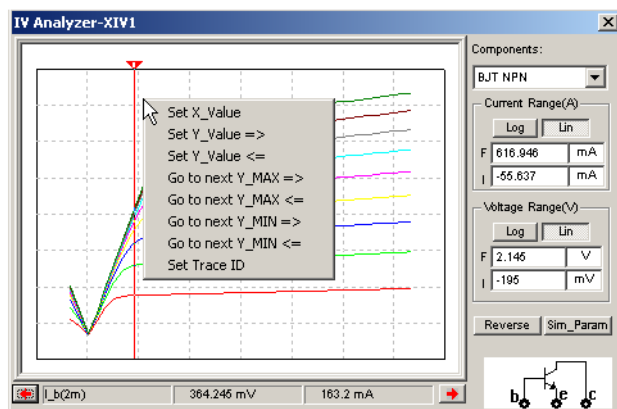 IV Analyzer-XIV1
1
Set X_Value
Set Y_Value =>
Set Y_Value <=
Go to next Y_MAX =>
Go to next Y_MAX <=
Go to next Y_MIN =>
Go to next Y_MIN <=
Set Trace ID
I_b(2m) 364.245 mV 163.2 mA
Components:
BJT NPN
Current Range(A)
Log Lin
F 616.946 mA
I -55.637 mA
Voltage Range(V)
Log Lin
F 2.145 V
I -195 mV
Reverse Sim_Param
b e c